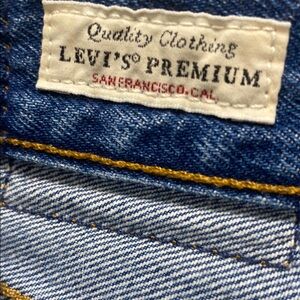 Quality Clothing
LEVI'S® PREMIUM
SAN FRANCISCO, CAL.